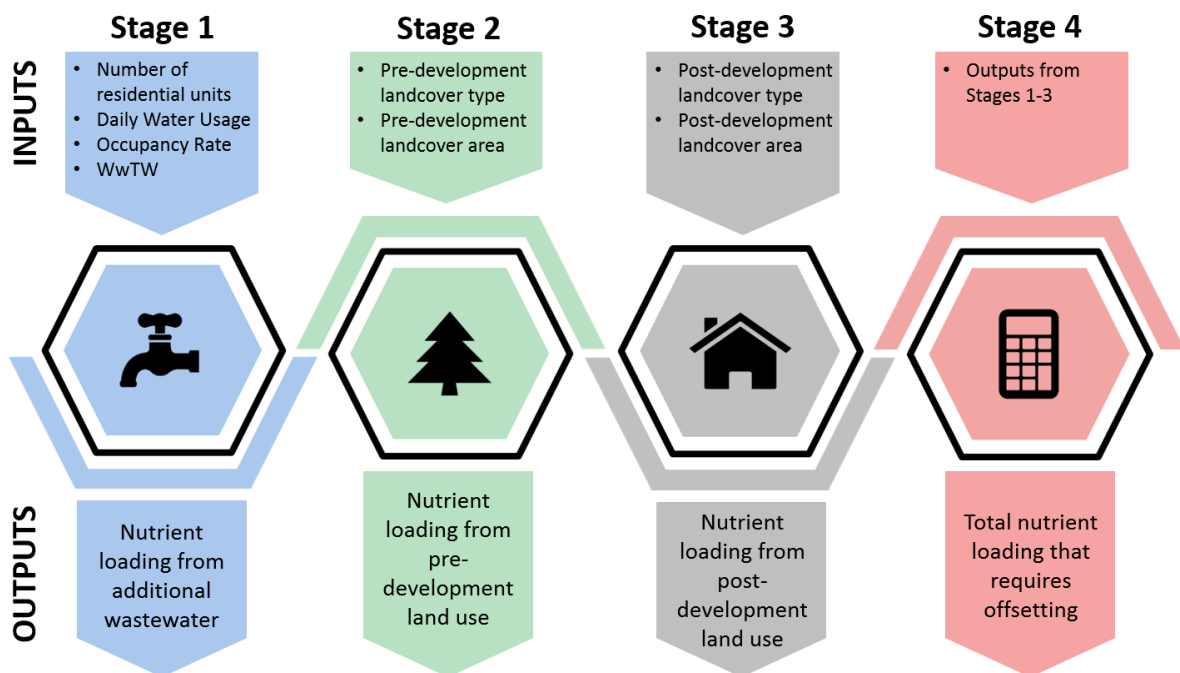 Stage 1
Stage 2
Stage 3
Stage 4
INPUTS
• Number of
residential units
• Daily Water Usage
• Occupancy Rate
• WwTW
• Pre-development
landcover type
• Pre-development
landcover area
• Post-development
landcover type
• Post-development
landcover area
• Outputs from
Stages 1-3
OUTPUTS
Nutrient
loading from
additional
wastewater
Nutrient
loading from
pre-
development
land use
Nutrient
loading from
post-
development
land use
Total nutrient
loading that
requires
offsetting